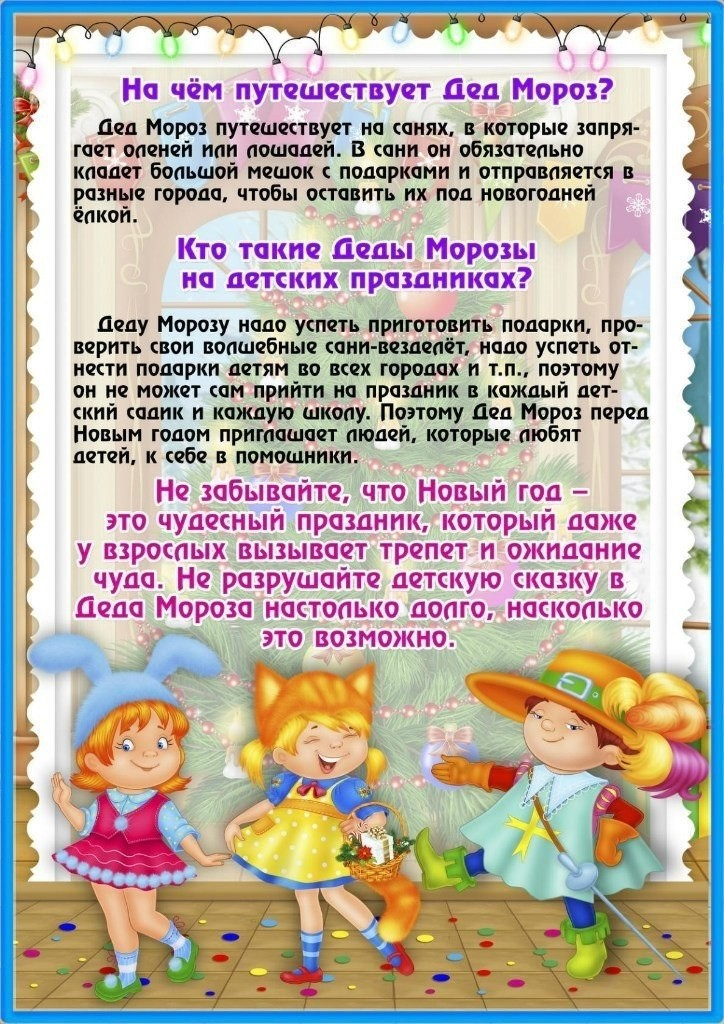 На чём путешествует Дед Мороз?
Дед Мороз путешествует на санях, в которые запря-
гает оленей или лошадей. В сани он обязательно
кладет большой мешок с подарками и отправляется в
разные города, чтобы оставить их под новогодней
ёлкой.
Кто такие Деды Морозы
на детских праздниках?
Деду Морозу надо успеть приготовить подарки, про-
верить свои волшебные сани-везделёт, надо успеть от-
нести подарки детям во всех городах и т.п., поэтому
он не может сам прийти на праздник в каждый дет-
ский садик и каждую школу. Поэтому Дед Мороз перед
Новым годом приглашает людей, которые любят
детей, к себе в помощники.
Не забывайте, что Новый год –
это чудесный праздник, который даже
у взрослых вызывает трепет и ожидание
чуда. Не разрушайте детскую сказку в
Деда Мороза настолько долго, насколько
это возможно.